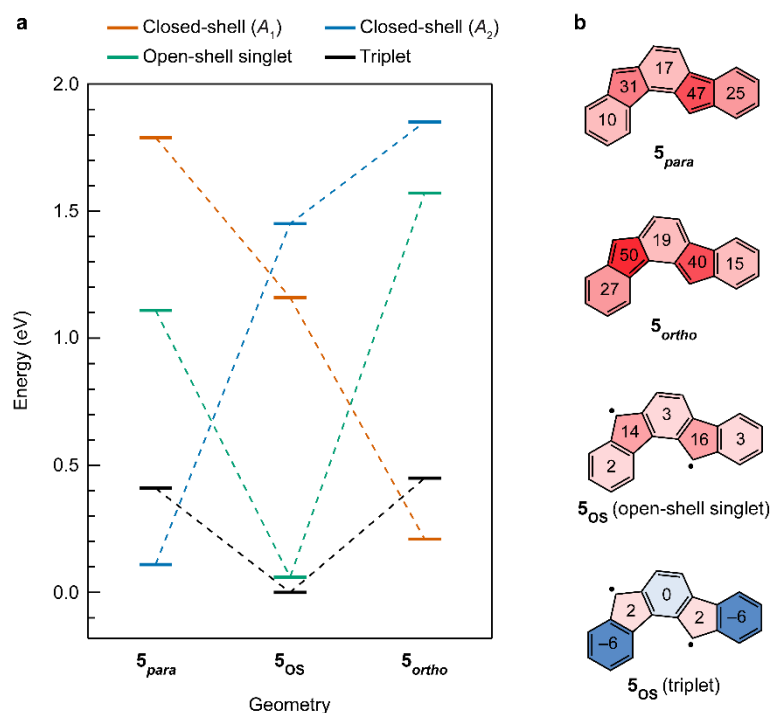 a
Closed-shell (A₁)
Closed-shell (A₂)
Open-shell singlet
Triplet
2.0
1.5
1.0
0.5
0.0
Energy (eV)
5para
5OS
5ortho
Geometry
b
10
31
17
47
25
5para
27
50
19
40
15
5ortho
2
14
3
16
3
5OS (open-shell singlet)
–6
2
0
2
–6
5OS (triplet)